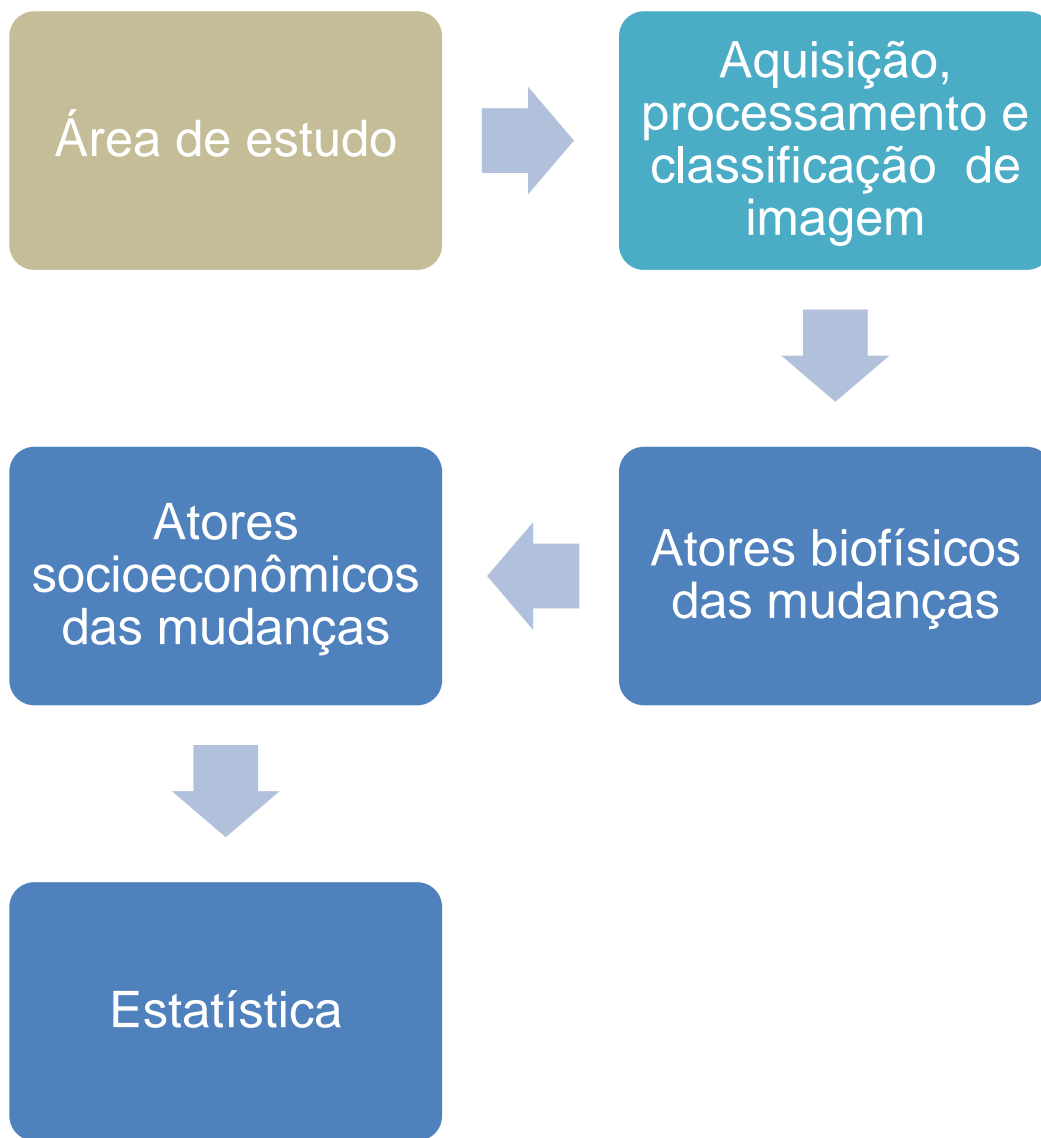 Área de estudo
Aquisição,
processamento e
classificação  de
imagem
Atores biofísicos
das mudanças
Atores
socioeconômicos
das mudanças
Estatística